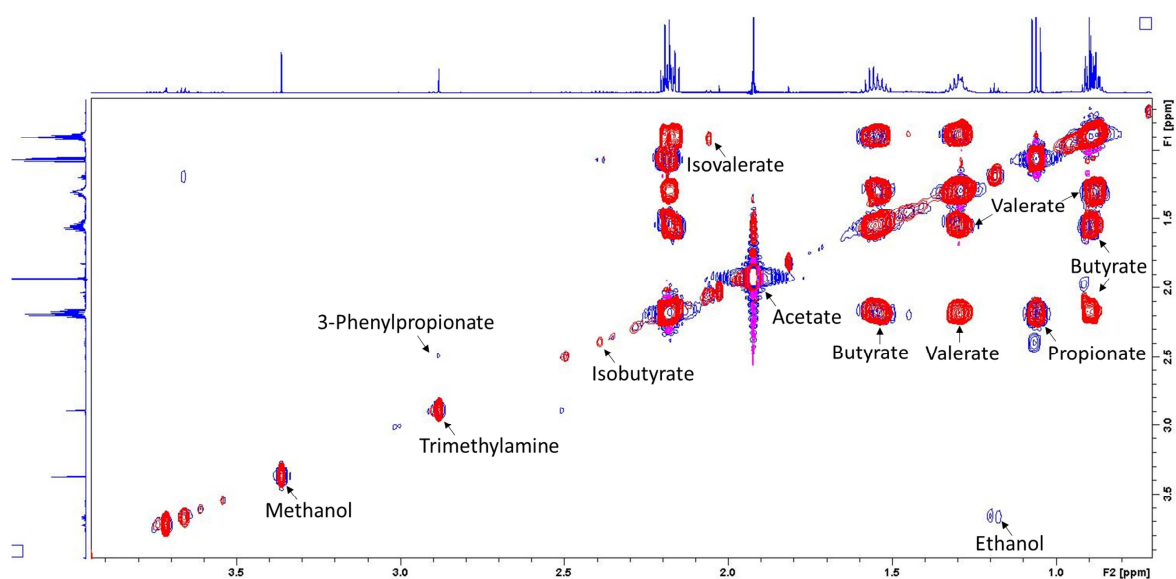 F1 [ppm]
Isovalerate
Valerate
1.5
Butyrate
2.0
3-Phenylpropionate
Acetate
Butyrate
Valerate
Propionate
Isobutyrate
2.5
Trimethylamine
3.0
Methanol
3.5
Ethanol
3.5
3.0
2.5
2.0
1.5
1.0
F2 [ppm]